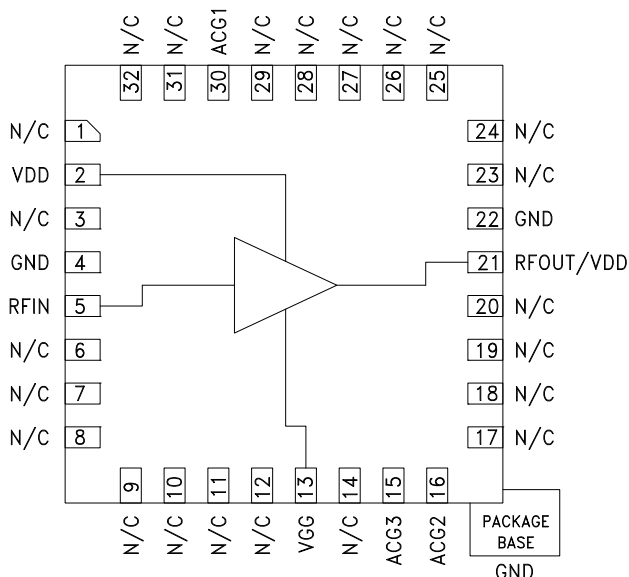 N/C N/C ACG1 N/C N/C N/C N/C N/C
32 31 30 29 28 27 26 25
N/C 1
VDD 2
N/C 3
GND 4
RFIN 5
N/C 6
N/C 7
N/C 8
24 N/C
23 N/C
22 GND
21 RFOUT/VDD
20 N/C
19 N/C
18 N/C
17 N/C
9 10 11 12 13 14 15 16
N/C N/C N/C N/C VGG N/C ACG3 ACG2
PACKAGE
BASE
GND